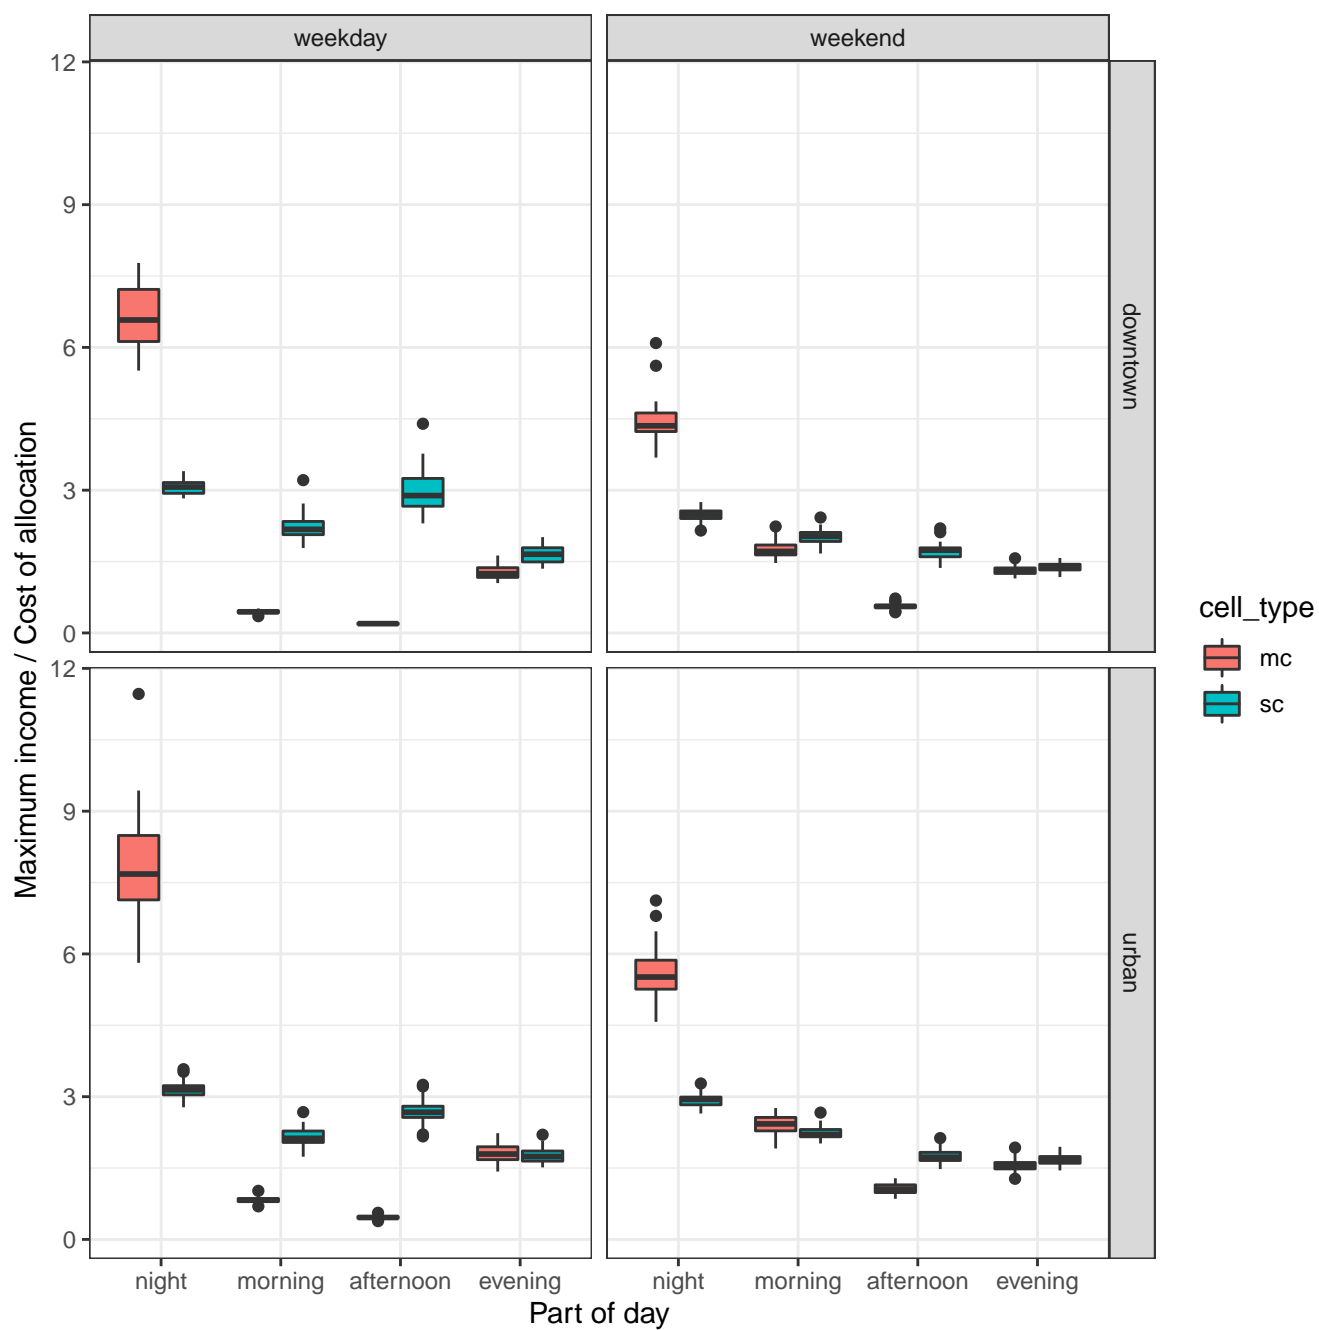 weekday
weekend
12
9
6
3
0
downtown
12
9
6
3
0
urban
Maximum income / Cost of allocation
night
morning
afternoon
evening
night
morning
afternoon
evening
Part of day
cell_type
mc
sc